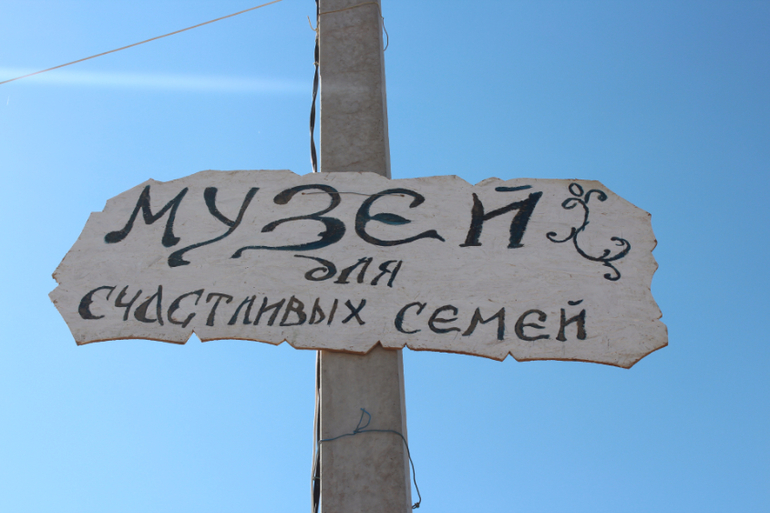 МУЗЕЙ
для
счастливых семей